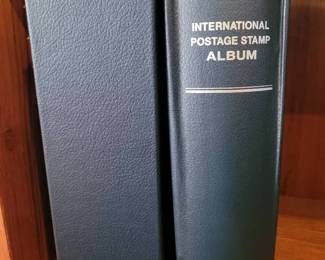 INTERNATIONAL
POSTAGE STAMP
ALBUM